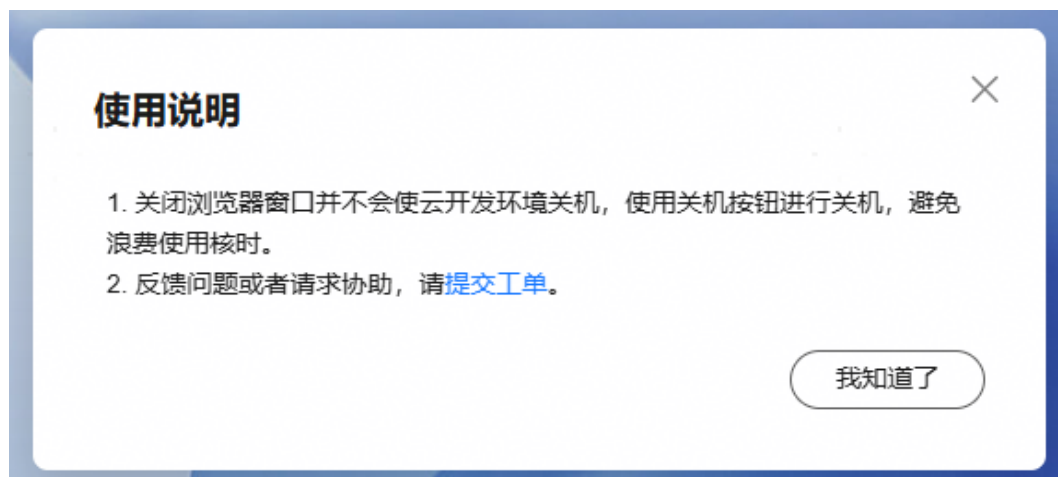 使用说明
1. 关闭浏览器窗口并不会使云开发环境关机，使用关机按钮进行关机，避免
浪费使用核时。
2. 反馈问题或者请求协助，请提交工单。
我知道了